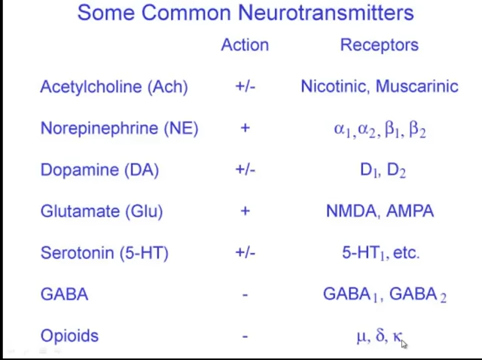 Some Common Neurotransmitters
Action Receptors
Acetylcholine (Ach) +/- Nicotinic, Muscarinic
Norepinephrine (NE) + α₁,α₂, β₁, β₂
Dopamine (DA) +/- D₁, D₂
Glutamate (Glu) + NMDA, AMPA
Serotonin (5-HT) +/- 5-HT₁, etc.
GABA - GABA₁, GABA₂
Opioids - μ, δ, κ